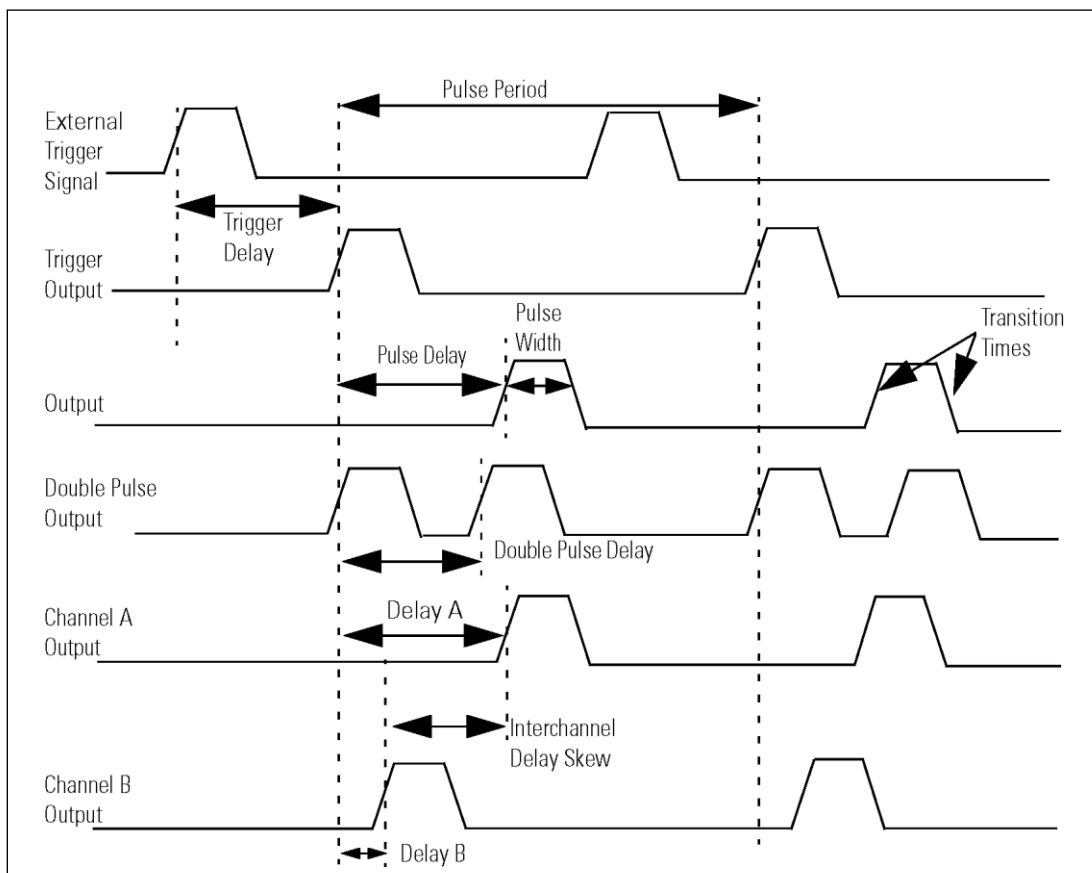 Pulse Period
External
Trigger
Signal
Trigger
Delay
Trigger
Output
Pulse
Width
Transition
Times
Pulse Delay
Output
Double Pulse
Output
Double Pulse Delay
Channel A
Output
Delay A
Interchannel
Delay Skew
Channel B
Output
Delay B